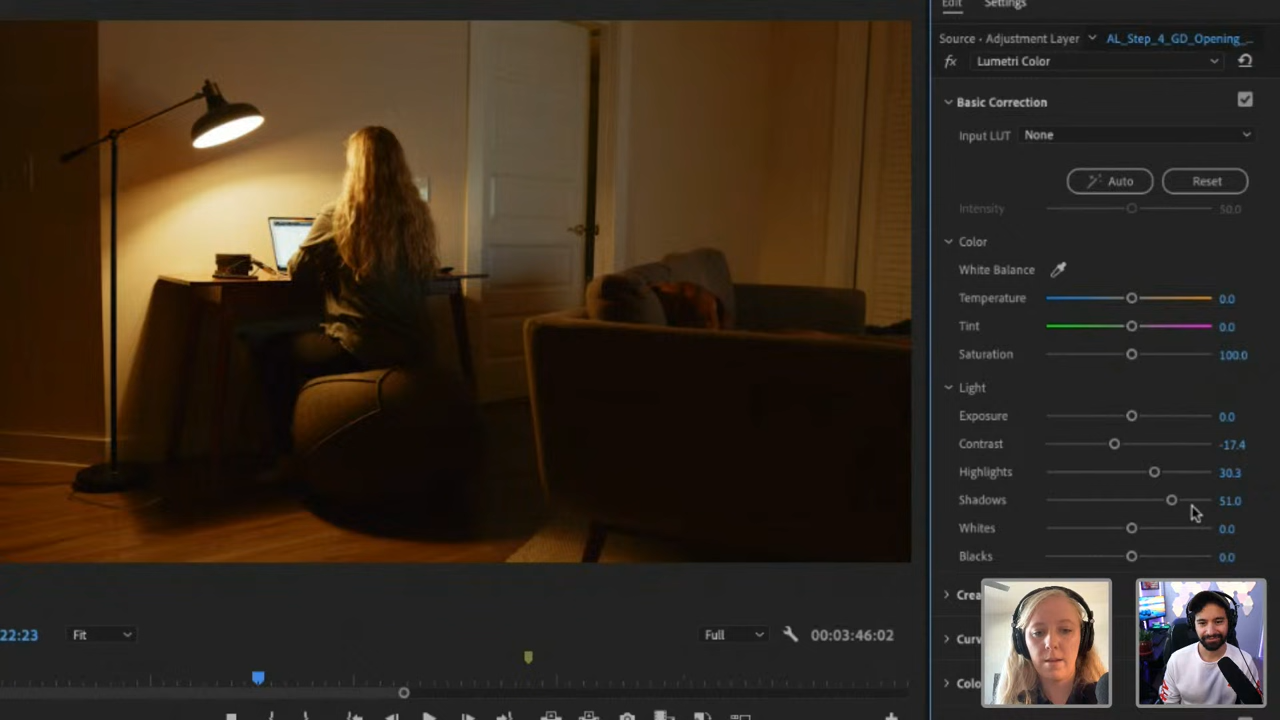 Edit Settings
Source • Adjustment Layer AL_Step_4_GD_Opening_...
fx Lumetri Color
Basic Correction
Input LUT None
Auto Reset
Intensity 50.0
Color
White Balance
Temperature 0.0
Tint 0.0
Saturation 100.0
Light
Exposure 0.0
Contrast -17.4
Highlights 30.3
Shadows 51.0
Whites 0.0
Blacks 0.0
Crea
Curv
Colo
22:23 Fit Full 00:03:46:02